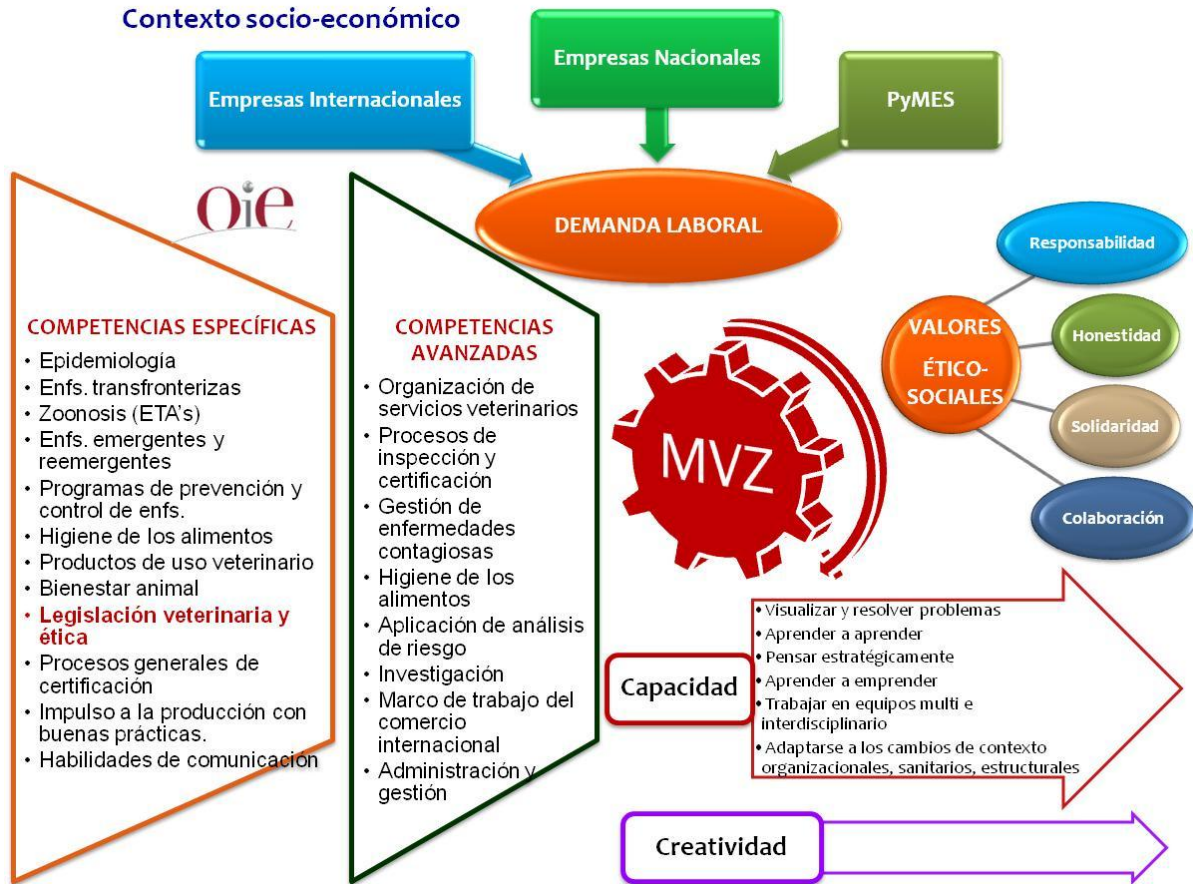 Contexto socio-económico
Empresas Internacionales
Empresas Nacionales
PyMES
DEMANDA LABORAL
oie
COMPETENCIAS ESPECÍFICAS
• Epidemiología
• Enfs. transfronterizas
• Zoonosis (ETA's)
• Enfs. emergentes y
reemergentes
• Programas de prevención y
control de enfs.
• Higiene de los alimentos
• Productos de uso veterinario
• Bienestar animal
• Legislación veterinaria y
ética
• Procesos generales de
certificación
• Impulso a la producción con
buenas prácticas.
• Habilidades de comunicación
COMPETENCIAS
AVANZADAS
• Organización de
servicios veterinarios
• Procesos de
inspección y
certificación
• Gestión de
enfermedades
contagiosas
• Higiene de los
alimentos
• Aplicación de análisis
de riesgo
• Investigación
• Marco de trabajo del
comercio
internacional
• Administración y
gestión
MVZ
VALORES
ÉTICO-
SOCIALES
Responsabilidad
Honestidad
Solidaridad
Colaboración
Capacidad
• Visualizar y resolver problemas
• Aprender a aprender
• Pensar estratégicamente
• Aprender a emprender
• Trabajar en equipos multi e
interdisciplinario
• Adaptarse a los cambios de contexto
organizacionales, sanitarios, estructurales
Creatividad